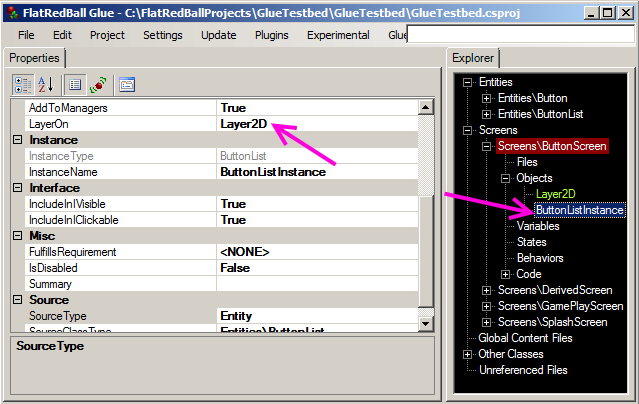 FlatRedBall Glue - C:\FlatRedBallProjects\GlueTestbed\GlueTestbed\GlueTestbed.csproj
File Edit Project Settings Update Plugins Experimental Glue
Properties
AddToManagers True
LayerOn Layer2D
Instance
InstanceType ButtonList
InstanceName ButtonListInstance
Interface
IncludeInIVisible True
IncludeInIClickable True
Misc
FulfillsRequirement <NONE>
IsDisabled False
Summary
Source
SourceType Entity
SourceClassType Entities\ButtonList
SourceType
Explorer
Entities
Entities\Button
Entities\ButtonList
Screens
Screens\ButtonScreen
Files
Objects
Layer2D
ButtonListInstance
Variables
States
Behaviors
Code
Screens\DerivedScreen
Screens\GamePlayScreen
Screens\SplashScreen
Global Content Files
Other Classes
Unreferenced Files